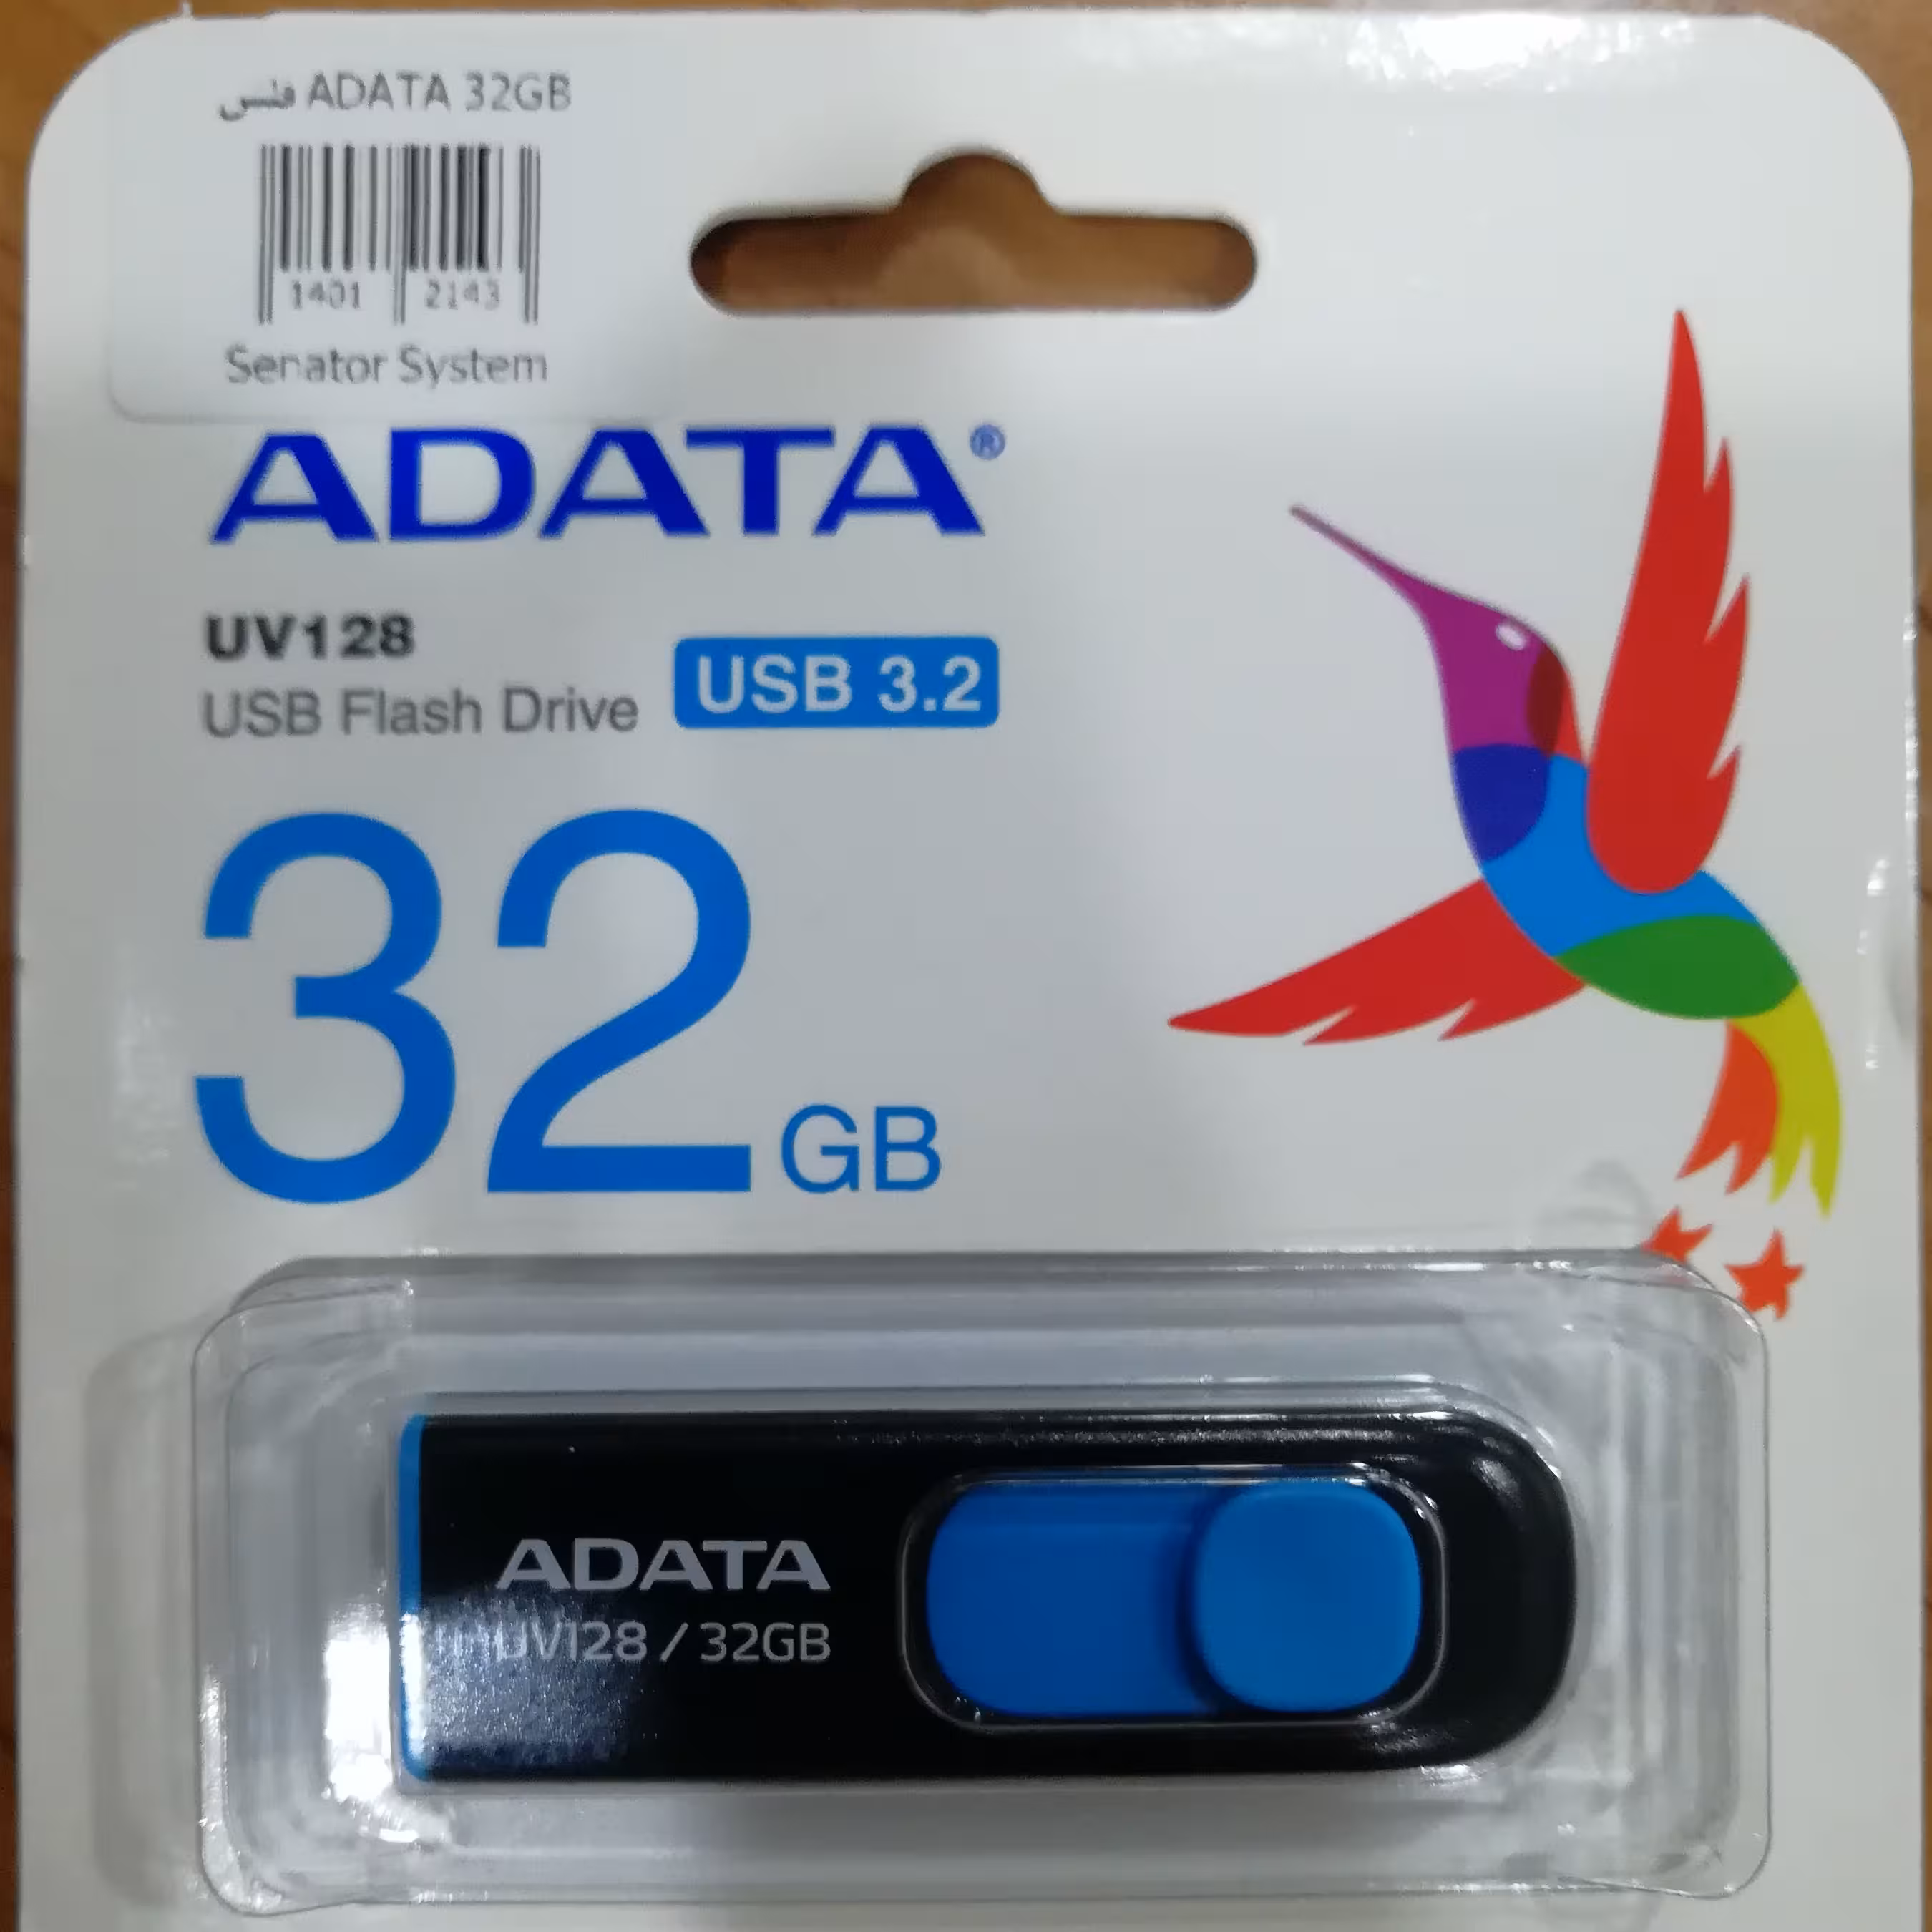 فلش ADATA 32GB
1401 2143
Senator System
ADATA®
UV128
USB Flash Drive
USB 3.2
32 GB
ADATA
UV128 / 32GB